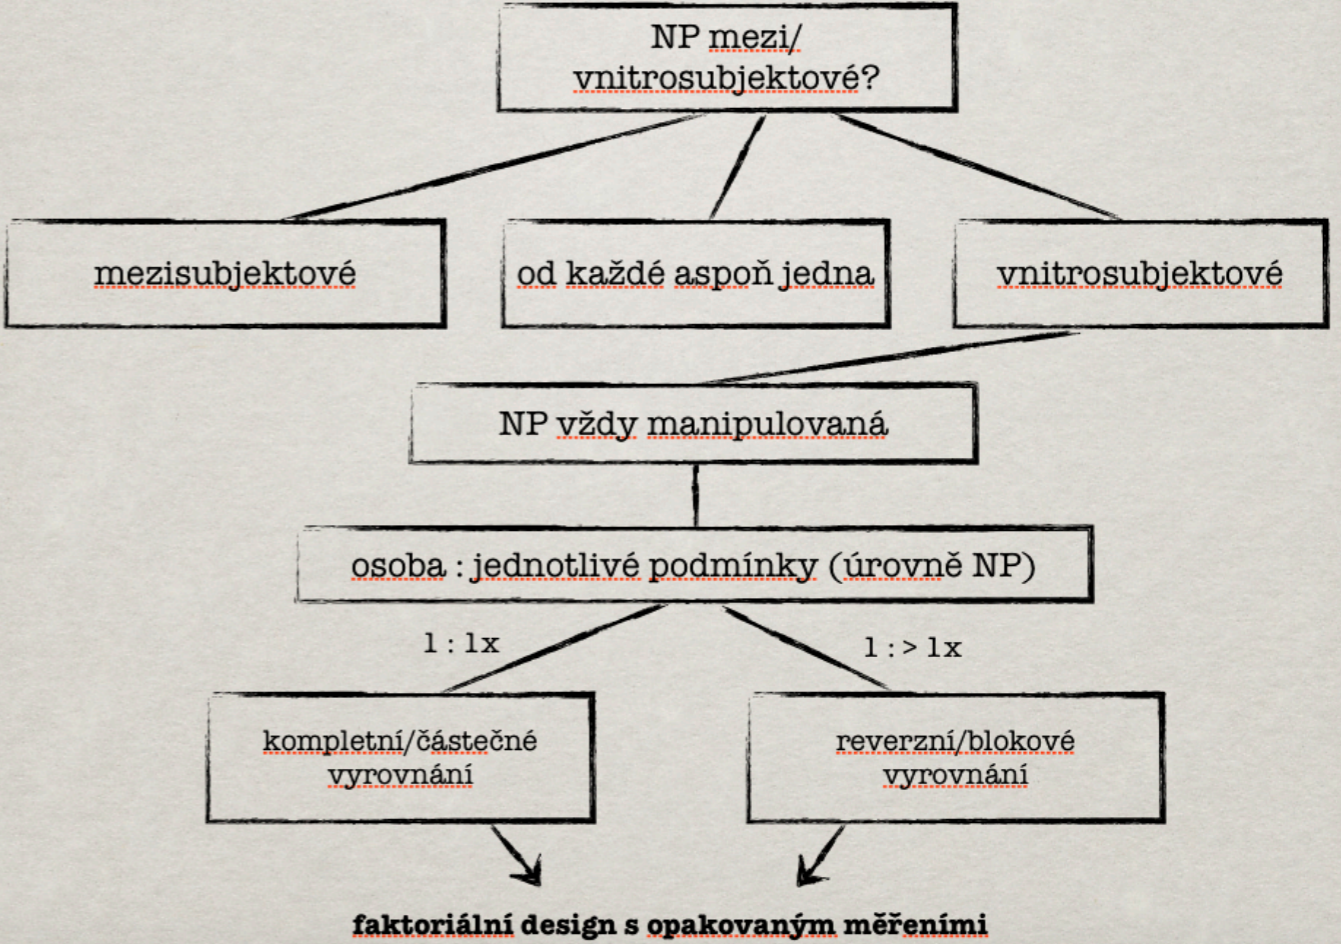 NP mezi/
vnitrosubjektové?
mezisubjektové
od každé aspoň jedna
vnitrosubjektové
NP vždy manipulovaná
osoba : jednotlivé podmínky (úrovně NP)
1 : 1x
1 : > 1x
kompletní/částečné
vyrovnání
reverzní/blokové
vyrovnání
faktoriální design s opakovaným měřeními